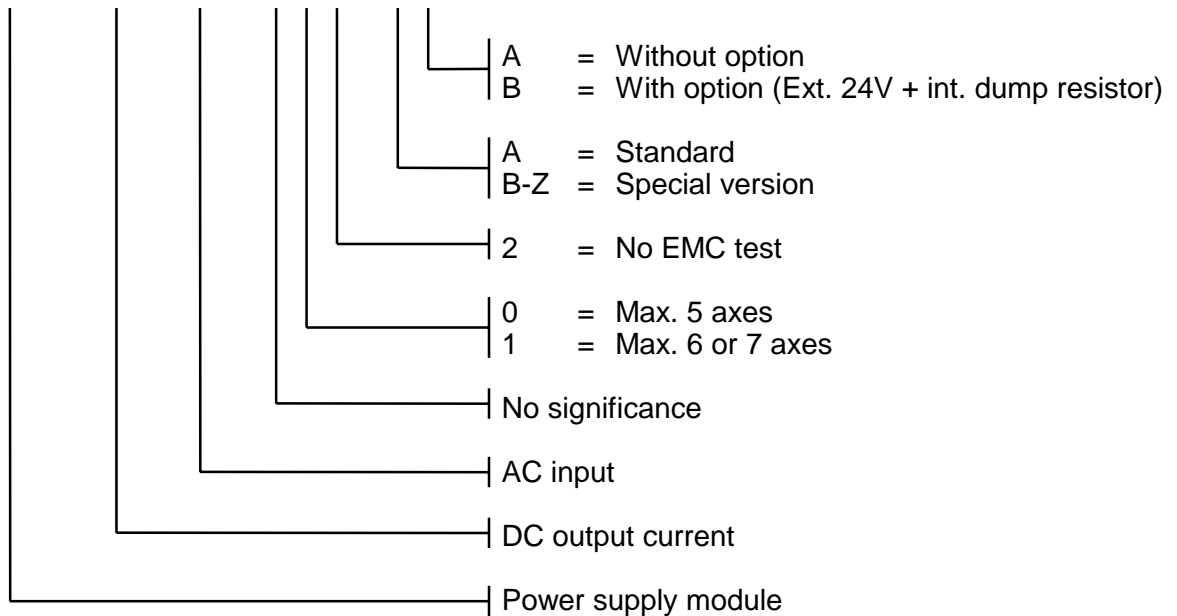 A = Without option
B = With option (Ext. 24V + int. dump resistor)
A = Standard
B-Z = Special version
2 = No EMC test
0 = Max. 5 axes
1 = Max. 6 or 7 axes
No significance
AC input
DC output current
Power supply module